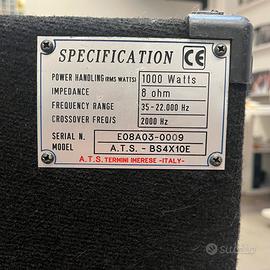 SPECIFICATION CE
POWER HANDLING (RMS WATTS) 1000 Watts
IMPEDANCE 8 ohm
FREQUENCY RANGE 35-22.000 Hz
CROSSOVER FREQ/S 2000 Hz
SERIAL N. E08A03-0009
MODEL A.T.S. - BS4X10E
A.T.S. TERMINI IMERESE -ITALY-
subito